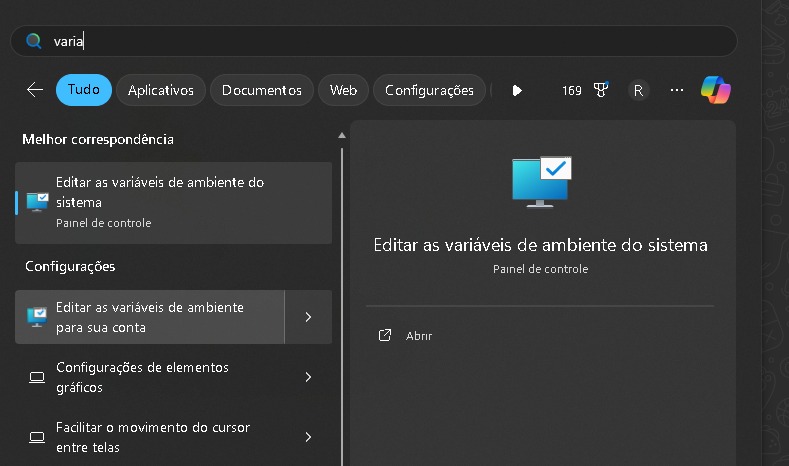 varia
Tudo
Aplicativos
Documentos
Web
Configurações
169
R
...
Melhor correspondência
Editar as variáveis de ambiente do
sistema
Painel de controle
Configurações
Editar as variáveis de ambiente
para sua conta
Configurações de elementos
gráficos
Facilitar o movimento do cursor
entre telas
Editar as variáveis de ambiente do sistema
Painel de controle
Abrir